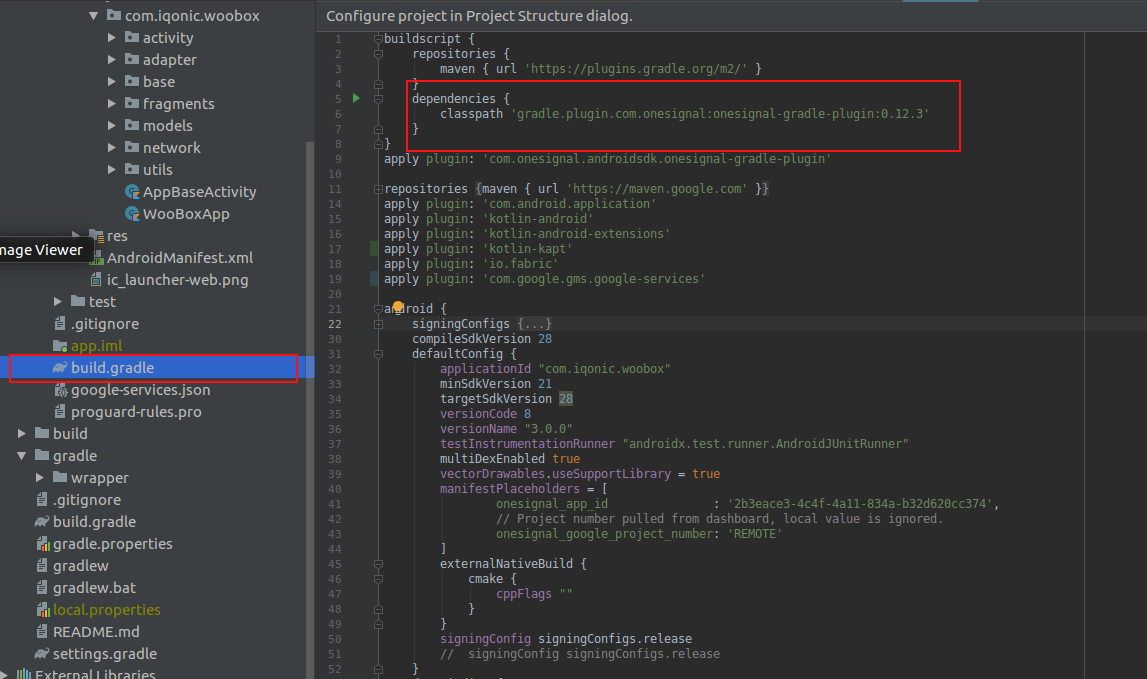 com.iqonic.woobox
activity
adapter
base
fragments
models
network
utils
AppBaseActivity
WooBoxApp
res
mage Viewer
AndroidManifest.xml
ic_launcher-web.png
test
.gitignore
app.iml
build.gradle
google-services.json
proguard-rules.pro
build
gradle
wrapper
.gitignore
build.gradle
gradle.properties
gradlew
gradlew.bat
local.properties
README.md
settings.gradle
External Libraries
Configure project in Project Structure dialog.
1 buildscript {
2 repositories {
3 maven { url 'https://plugins.gradle.org/m2/' }
4 }
5 dependencies {
6 classpath 'gradle.plugin.com.onesignal:onesignal-gradle-plugin:0.12.3'
7 }
8 }
9 apply plugin: 'com.onesignal.androidsdk.onesignal-gradle-plugin'
10
11 repositories {maven { url 'https://maven.google.com' }}
14 apply plugin: 'com.android.application'
15 apply plugin: 'kotlin-android'
16 apply plugin: 'kotlin-android-extensions'
17 apply plugin: 'kotlin-kapt'
18 apply plugin: 'io.fabric'
19 apply plugin: 'com.google.gms.google-services'
20
21 android {
22 signingConfigs {...}
30 compileSdkVersion 28
31 defaultConfig {
32 applicationId "com.iqonic.woobox"
33 minSdkVersion 21
34 targetSdkVersion 28
35 versionCode 8
36 versionName "3.0.0"
37 testInstrumentationRunner "androidx.test.runner.AndroidJUnitRunner"
38 multiDexEnabled true
39 vectorDrawables.useSupportLibrary = true
40 manifestPlaceholders = [
41 onesignal_app_id : '2b3eace3-4c4f-4a11-834a-b32d620cc374',
42 // Project number pulled from dashboard, local value is ignored.
43 onesignal_google_project_number: 'REMOTE'
44 ]
45 externalNativeBuild {
46 cmake {
47 cppFlags ""
48 }
49 }
50 signingConfig signingConfigs.release
51 // signingConfig signingConfigs.release
52 }